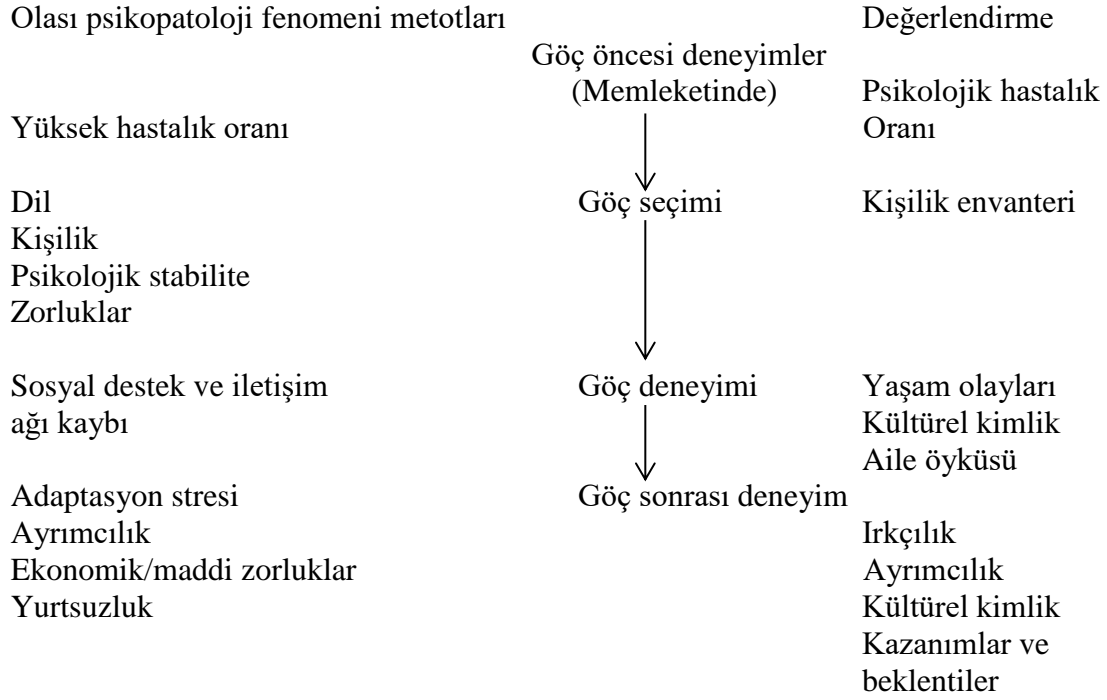 Olası psikopatoloji fenomeni metotları Değerlendirme
Göç öncesi deneyimler
(Memleketinde) Psikolojik hastalık
Yüksek hastalık oranı Oranı
Dil Göç seçimi Kişilik envanteri
Kişilik
Psikolojik stabilite
Zorluklar
Sosyal destek ve iletişim Göç deneyimi Yaşam olayları
ağı kaybı Kültürel kimlik
Aile öyküsü
Adaptasyon stresi Göç sonrası deneyim
Ayrımcılık Irkçılık
Ekonomik/maddi zorluklar Ayrımcılık
Yurtsuzluk Kültürel kimlik
Kazanımlar ve
beklentiler